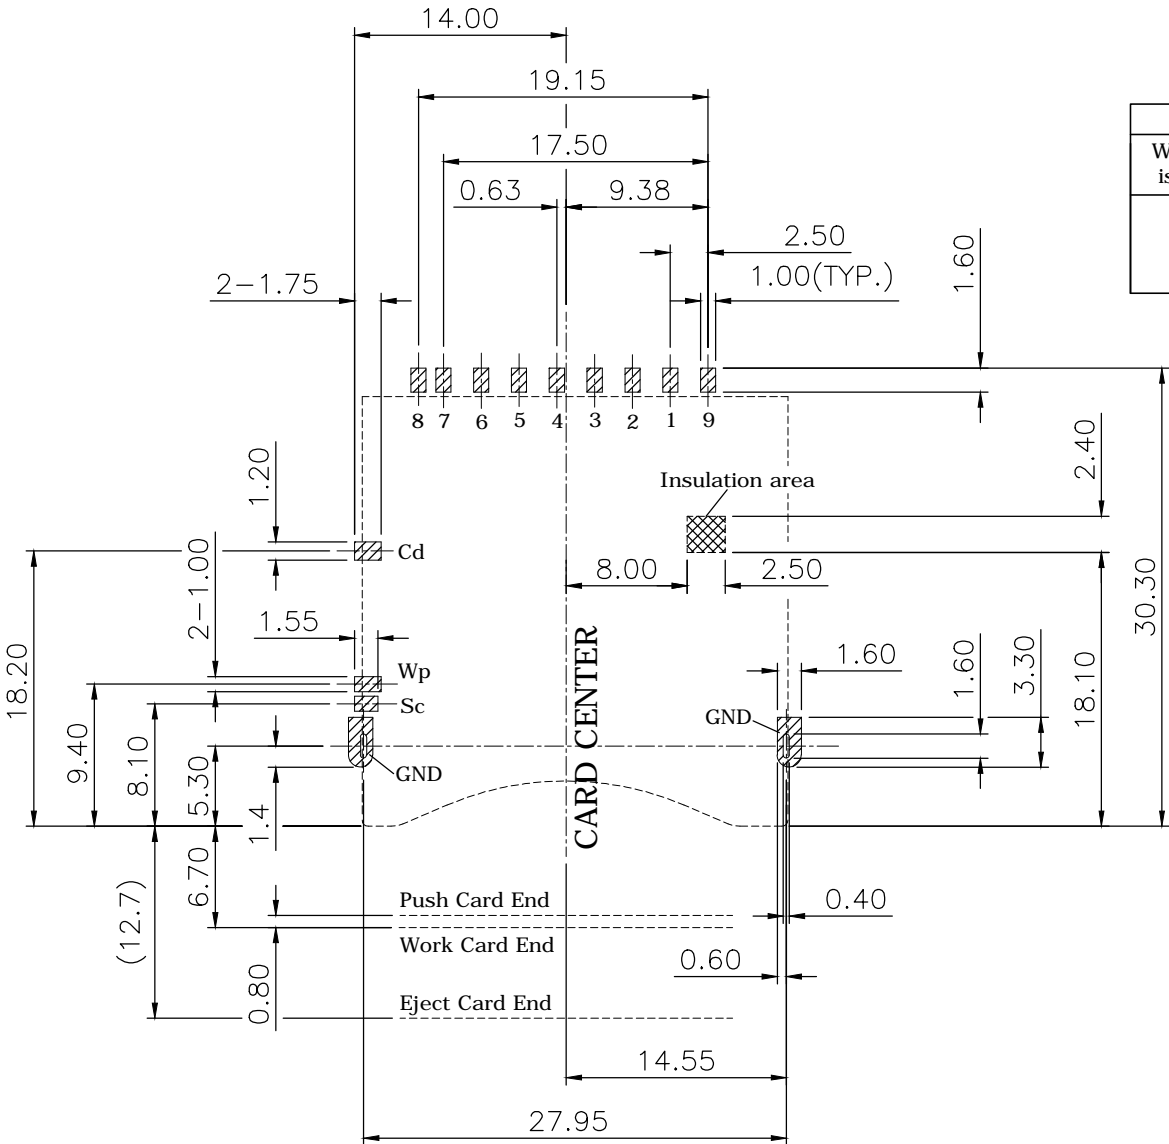 14.00
19.15
17.50
0.63
9.38
W
is
2.50
1.60
2-1.75
1.00(TYP.)
8 7 6 5 4 3 2 1 9
1.20
Insulation area
2.40
Cd
2-1.00
8.00
2.50
30.30
18.20
1.55
Wp
CARD CENTER
1.60
1.60
3.30
18.10
Sc
GND
9.40
8.10
5.30
1.4
GND
(12.7)
6.70
Push Card End
0.40
Work Card End
0.80
0.60
Eject Card End
14.55
27.95